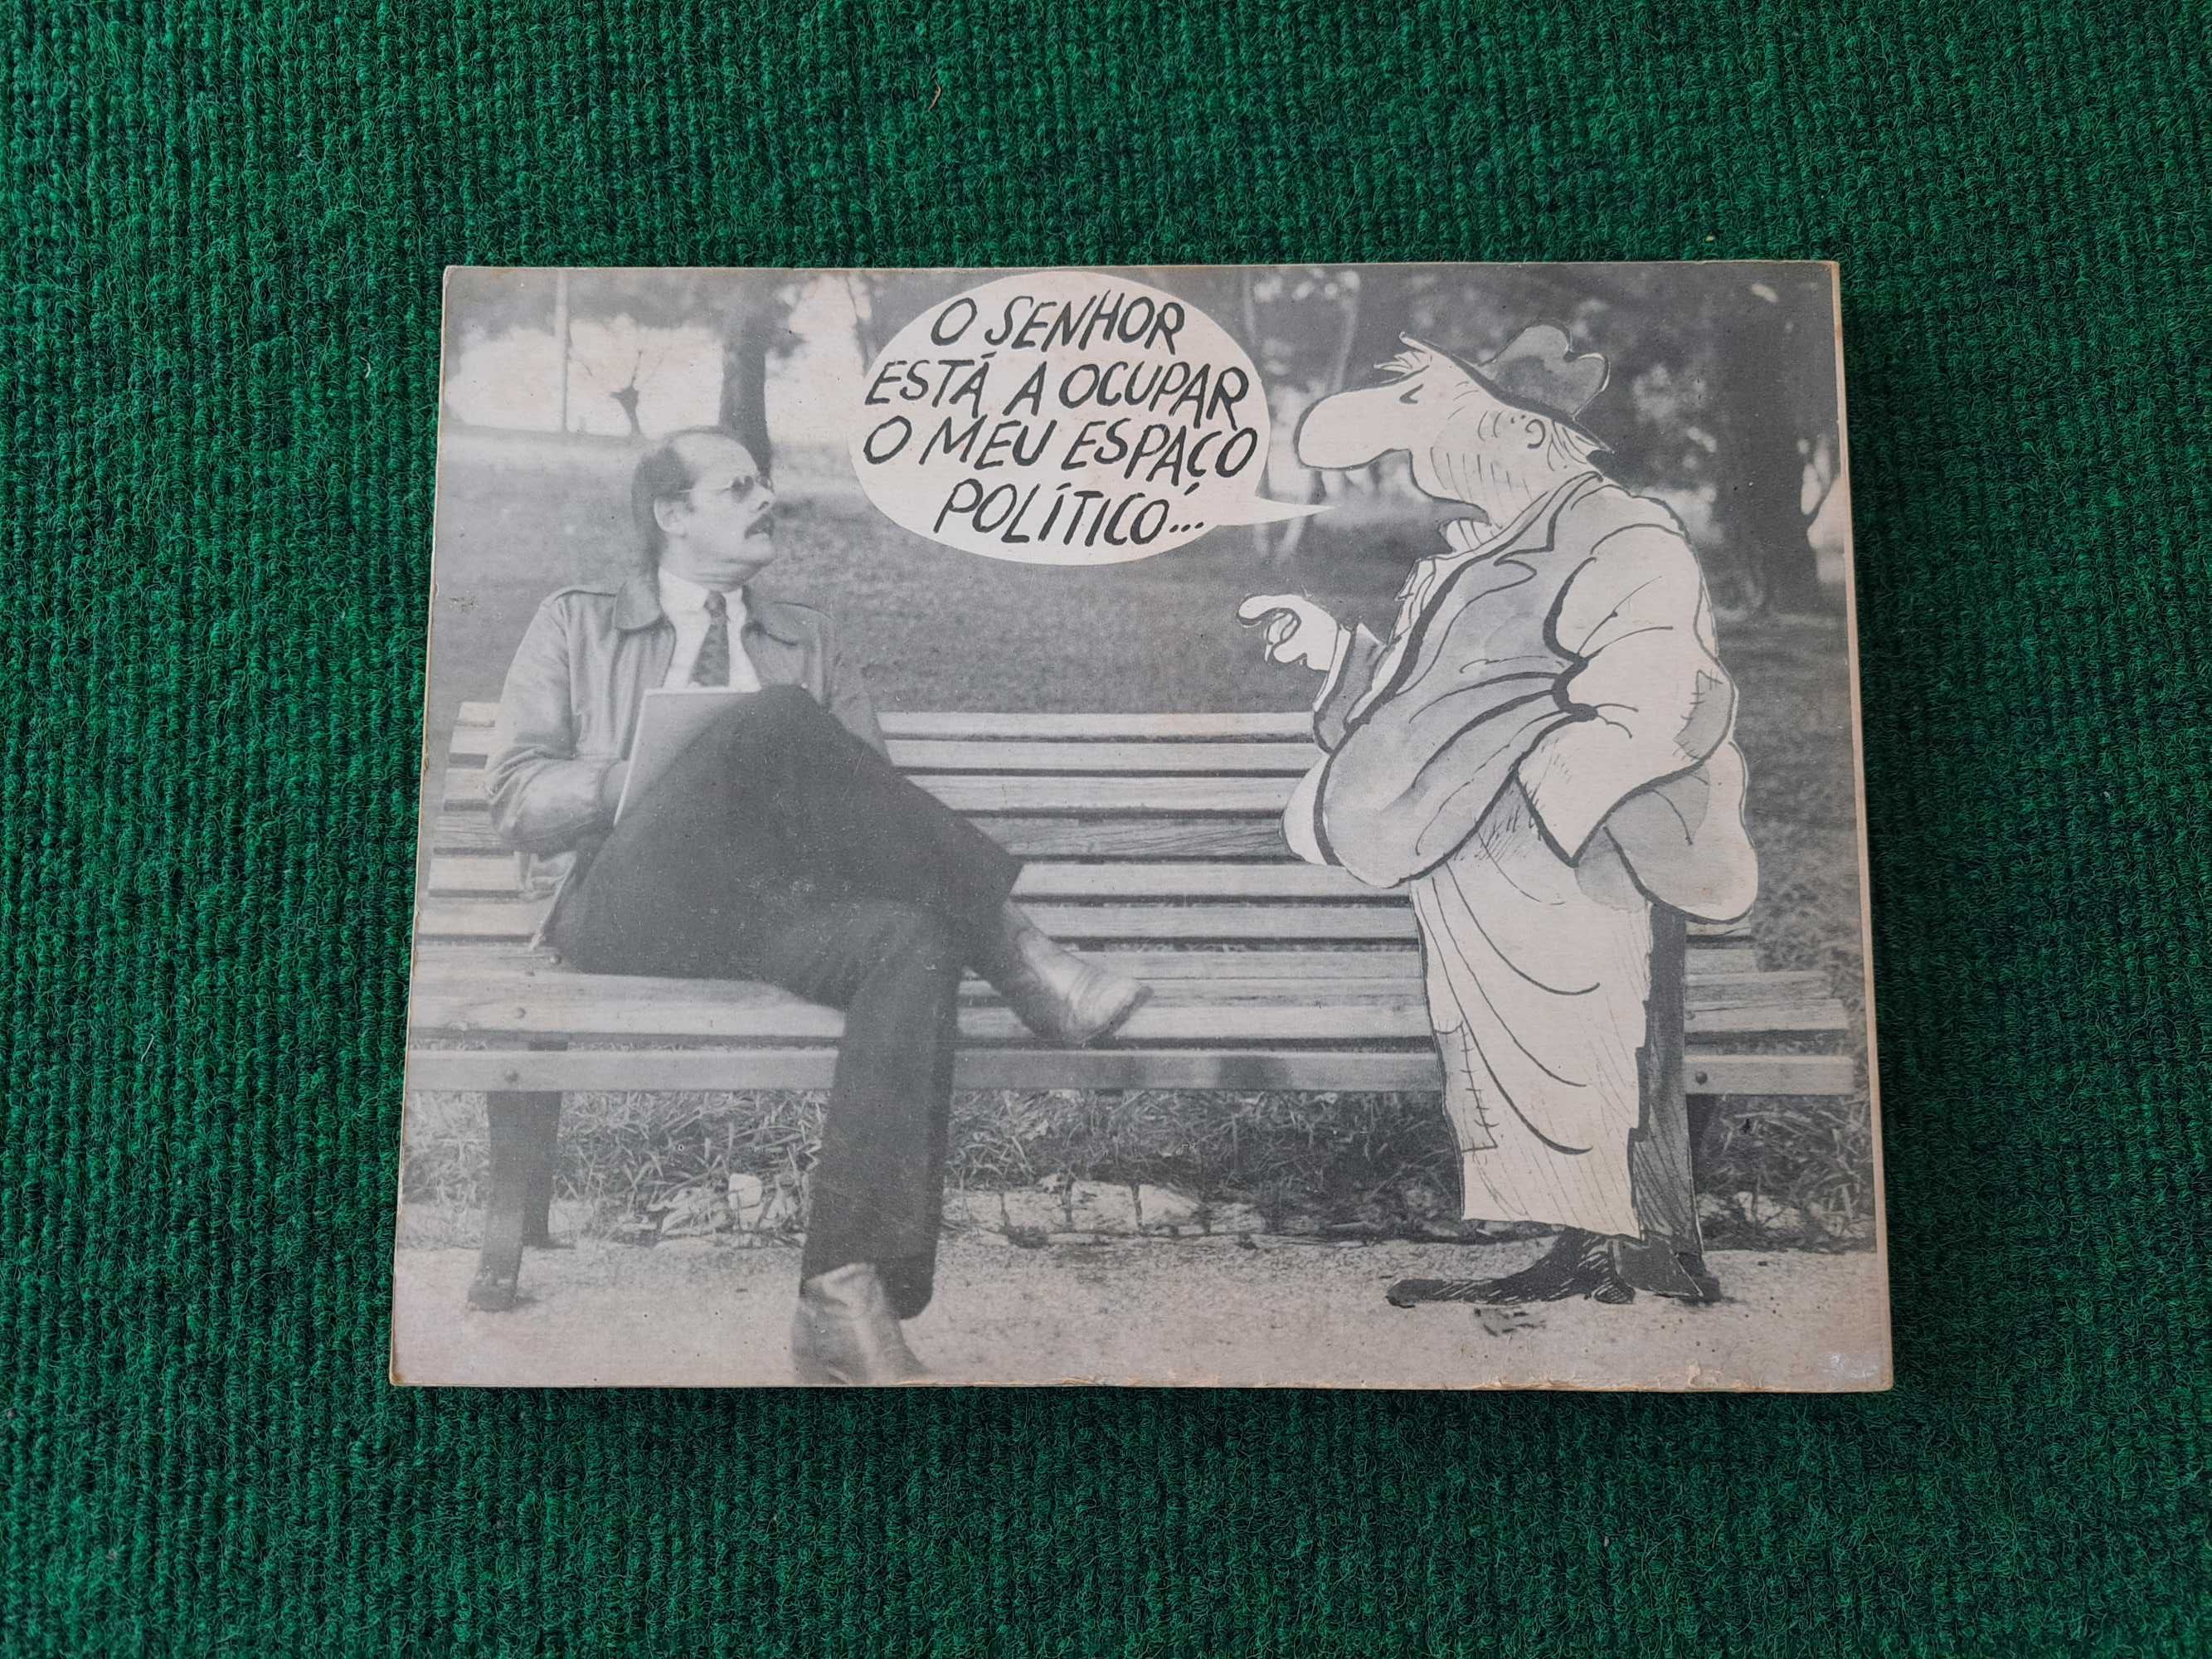 O SENHOR
ESTÁ A OCUPAR
O MEU ESPAÇO
POLÍTICO...